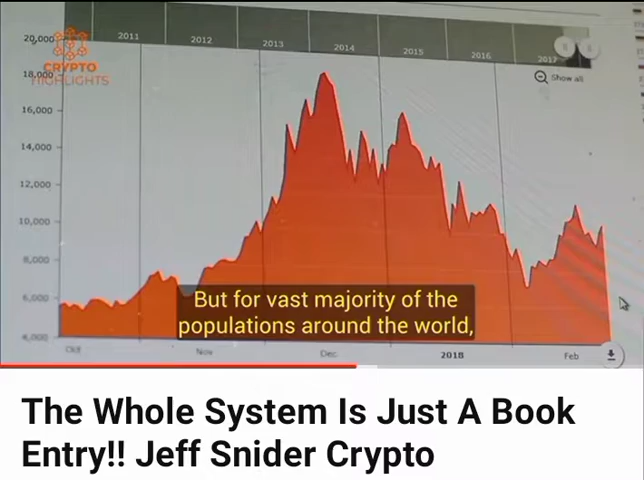 20,000
2011
2012
2013
2014
2015
2016
2017
CRYPTO
HIGHLIGHTS
18,000
Show all
16,000
14,000
12,000
10,000
8,000
6,000
4,000
But for vast majority of the
populations around the world,
Oct
Nov
Dec
2018
Feb
The Whole System Is Just A Book
Entry!! Jeff Snider Crypto